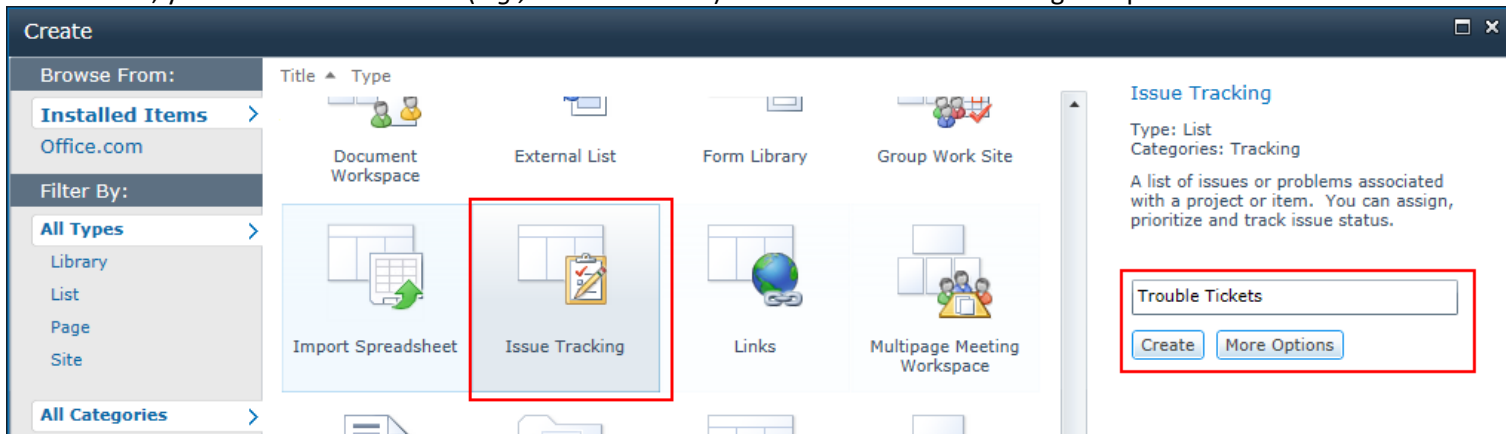 Create
Browse From:
Installed Items
Office.com
Filter By:
All Types
Library
List
Page
Site
All Categories
Title Type
Document Workspace
External List
Form Library
Group Work Site
Import Spreadsheet
Issue Tracking
Links
Multipage Meeting
Workspace
Issue Tracking
Type: List
Categories: Tracking
A list of issues or problems associated
with a project or item. You can assign,
prioritize and track issue status.
Trouble Tickets
Create More Options